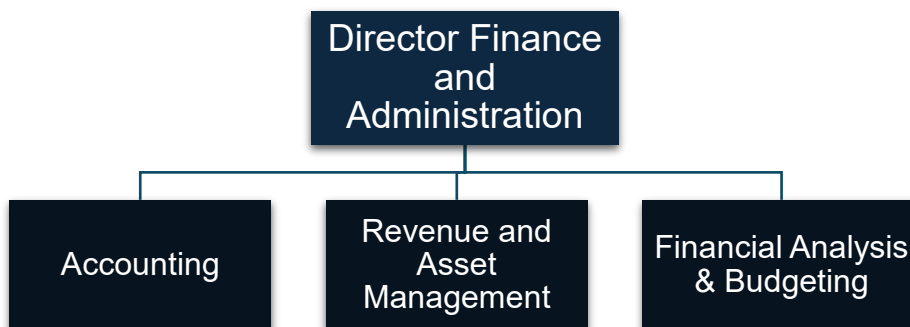 Director Finance
and
Administration
Accounting
Revenue and
Asset
Management
Financial Analysis
& Budgeting